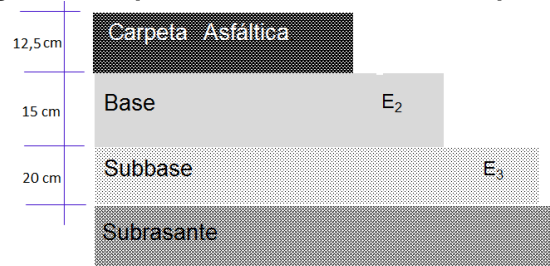 12,5 cm Carpeta Asfáltica
15 cm Base E₂
20 cm Subbase E₃
Subrasante